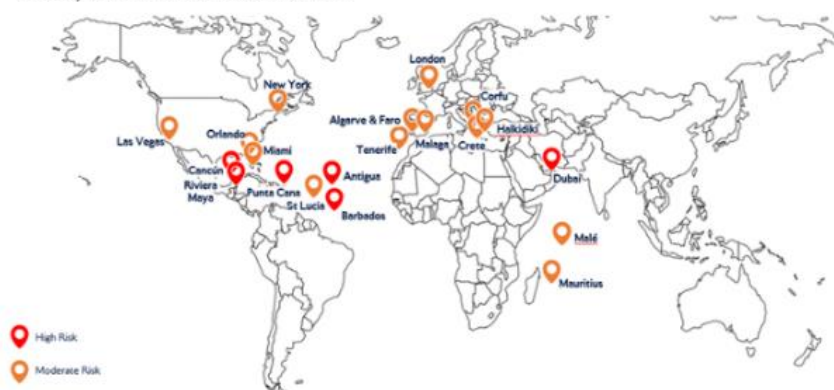 London
New York
Corfu
Algarve & Faro
Halkidiki
Las Vegas
Orlando
Miami
Tenerife
Malaga
Crete
Cancún
Riviera
Maya
Punta Cana
Antigua
St Lucia
Barbados
Dubai
Malé
Mauritius
High Risk
Moderate Risk